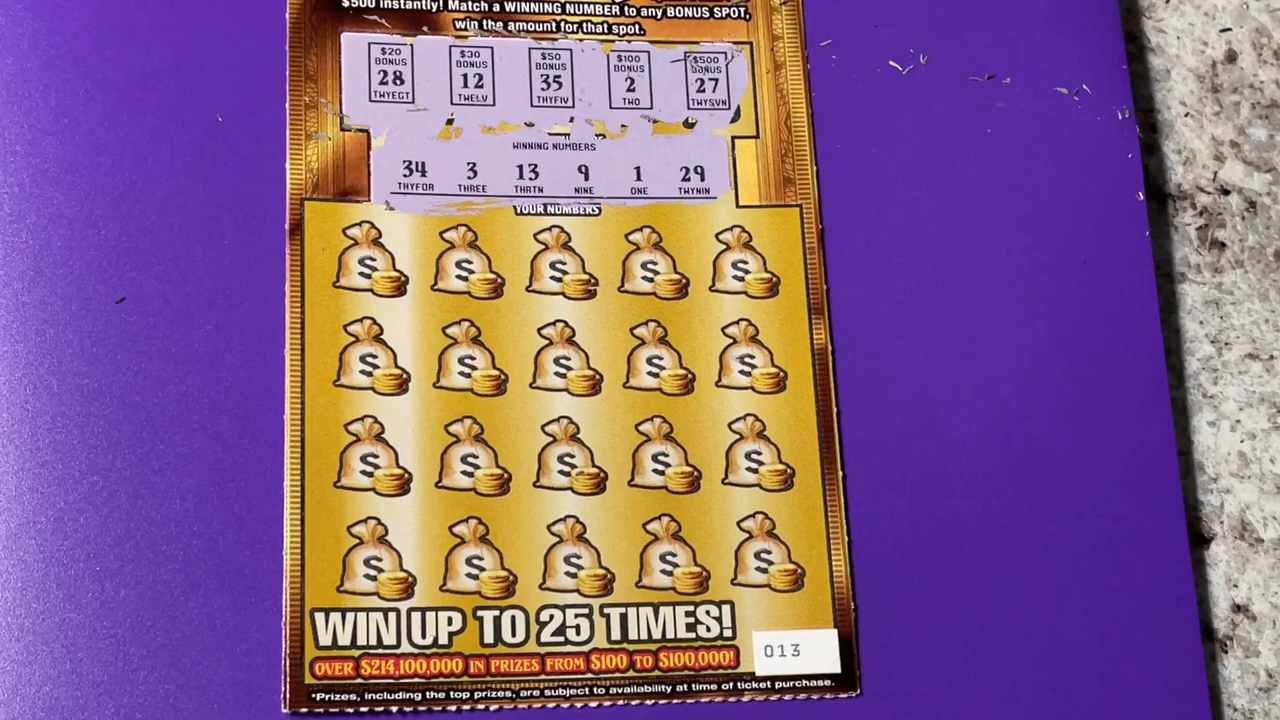 $500 instantly! Match a WINNING NUMBER to any BONUS SPOT,
win the amount for that spot.
$20 $30 $50 $100 $500
BONUS BONUS BONUS BONUS BONUS
28 12 35 2 27
TWYEGT TWELV THYFIV TWO TWYSVN
WINNING NUMBERS
34 3 13 9 1 29
THYFOR THREE THRTN NINE ONE TWYNIN
YOUR NUMBERS
$ $ $ $ $
$ $ $ $ $
$ $ $ $ $
$ $ $ $ $
WIN UP TO 25 TIMES!
013
OVER $214,100,000 IN PRIZES FROM $100 TO $100,000!
*Prizes, including the top prizes, are subject to availability at time of ticket purchase.